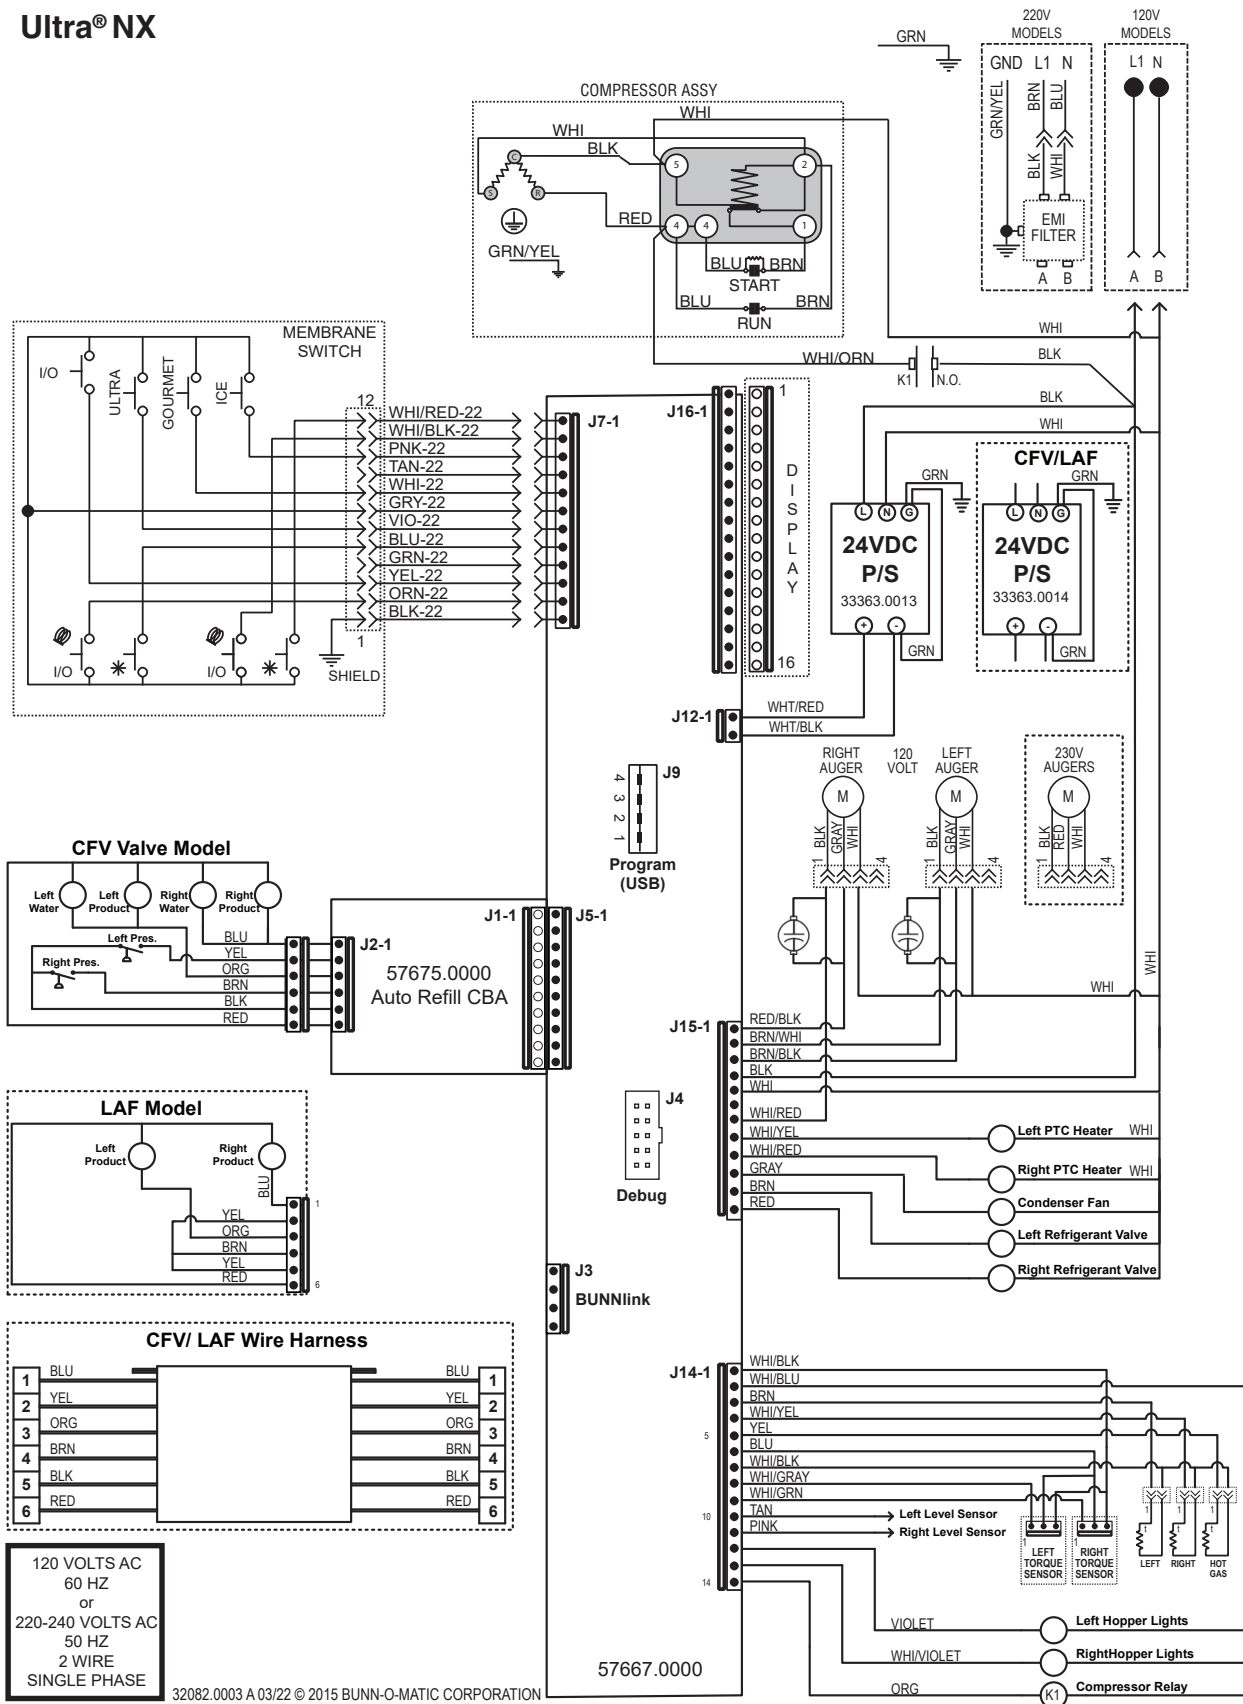 Ultra® NX
GRN
220V
MODELS
120V
MODELS
GND L1 N
L1 N
GRN/YEL
BRN
BLU
BLK
WHI
EMI
FILTER
A B
A B
COMPRESSOR ASSY
WHI
WHI
BLK
C
S
R
5
2
4
4
1
RED
GRN/YEL
BLU
BRN
START
BLU
BRN
RUN
WHI
WHI/ORN
K1
N.O.
BLK
BLK
WHI
MEMBRANE
SWITCH
I/O
ULTRA
GOURMET
ICE
12
WHI/RED-22
WHI/BLK-22
PNK-22
TAN-22
WHI-22
GRY-22
VIO-22
BLU-22
GRN-22
YEL-22
ORN-22
BLK-22
1
SHIELD
I/O
I/O
J7-1
J16-1
1
DISPLAY
16
GRN
L N G
24VDC
P/S
33363.0013
+ -
GRN
CFV/LAF
GRN
L N G
24VDC
P/S
33363.0014
+ -
GRN
J12-1
WHT/RED
WHT/BLK
J9
4 3 2 1
Program
(USB)
RIGHT
AUGER
120
VOLT
LEFT
AUGER
230V
AUGERS
M
M
M
BLK
GRAY
WHI
BLK
GRAY
WHI
BLK
RED
WHI
1 4
1 4
1 4
WHI
WHI
CFV Valve Model
Left
Water
Left
Product
Right
Water
Right
Product
Left Pres.
Right Pres.
BLU
YEL
ORG
BRN
BLK
RED
J2-1
57675.0000
Auto Refill CBA
J1-1
J5-1
J15-1
RED/BLK
BRN/WHI
BRN/BLK
BLK
WHI
WHI/RED
WHI/YEL
WHI/RED
GRAY
BRN
RED
Left PTC Heater WHI
Right PTC Heater WHI
Condenser Fan
Left Refrigerant Valve
Right Refrigerant Valve
J4
Debug
LAF Model
Left
Product
Right
Product
BLU
1
YEL
ORG
BRN
YEL
RED
6
J3
BUNNlink
CFV/ LAF Wire Harness
1 BLU BLU 1
2 YEL YEL 2
3 ORG ORG 3
4 BRN BRN 4
5 BLK BLK 5
6 RED RED 6
J14-1
5
10
14
WHI/BLK
WHI/BLU
BRN
WHI/YEL
YEL
BLU
WHI/BLK
WHI/GRAY
WHI/GRN
TAN
PINK
Left Level Sensor
Right Level Sensor
1
LEFT
TORQUE
SENSOR
1
RIGHT
TORQUE
SENSOR
1
t
LEFT
1
t
RIGHT
1
t
HOT
GAS
VIOLET
Left Hopper Lights
WHI/VIOLET
RightHopper Lights
ORG
K1
Compressor Relay
120 VOLTS AC
60 HZ
or
220-240 VOLTS AC
50 HZ
2 WIRE
SINGLE PHASE
57667.0000
32082.0003 A 03/22 © 2015 BUNN-O-MATIC CORPORATION